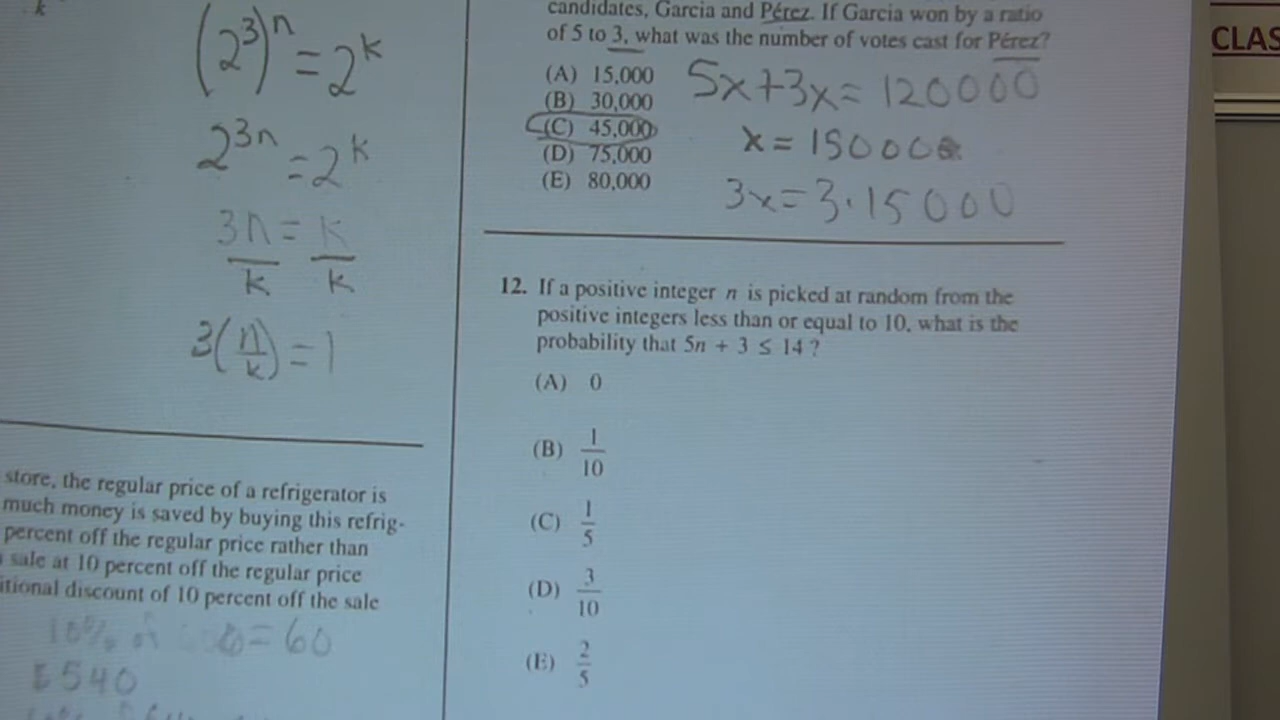 k
(2³)ⁿ = 2ᵏ
2³ⁿ = 2ᵏ
3n/k = k/k
3(n/k) = 1
store, the regular price of a refrigerator is
much money is saved by buying this refrig-
percent off the regular price rather than
sale at 10 percent off the regular price
itional discount of 10 percent off the sale
10% of = 60
540
candidates, Garcia and Pérez. If Garcia won by a ratio
of 5 to 3, what was the number of votes cast for Pérez?
(A) 15,000
(B) 30,000
(C) 45,000
(D) 75,000
(E) 80,000
5x+3x = 120000
x = 15000
3x = 3·15000
12. If a positive integer n is picked at random from the
positive integers less than or equal to 10, what is the
probability that 5n + 3 ≤ 14 ?
(A) 0
(B) 1/10
(C) 1/5
(D) 3/10
(E) 2/5
CLAS